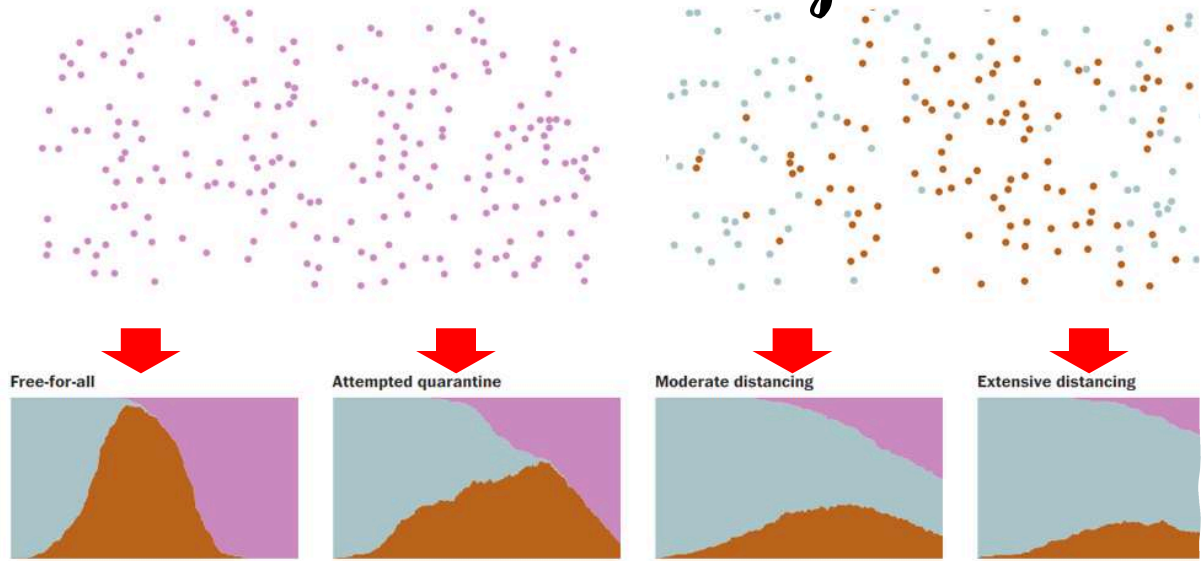 Free-for-all
Attempted quarantine
Moderate distancing
Extensive distancing